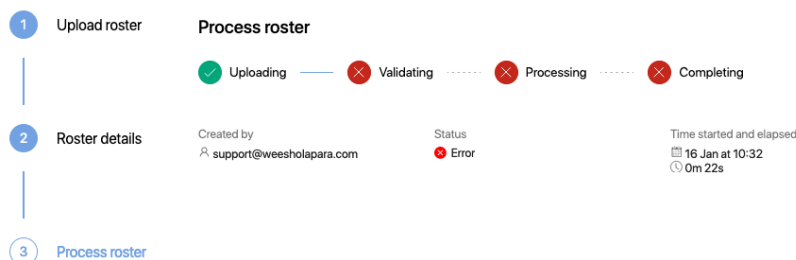 1 Upload roster
Process roster
Uploading Validating Processing Completing
2 Roster details
Created by Status Time started and elapsed
support@weesholapara.com Error 16 Jan at 10:32
0m 22s
3 Process roster